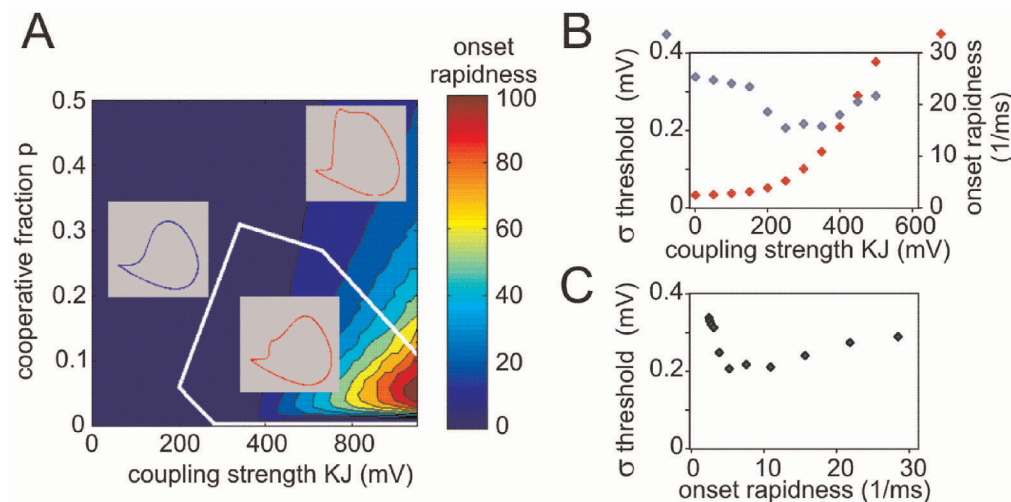 A
onset
rapidness
cooperative fraction p
0.5
0.4
0.3
0.2
0.1
0
0
200
400
600
800
coupling strength KJ (mV)
100
80
60
40
20
0
B
σ threshold (mV)
0.4
0.2
0
0
200
400
600
coupling strength KJ (mV)
30
20
10
0
onset rapidness
(1/ms)
C
σ threshold (mV)
0.4
0.2
0
0
10
20
30
onset rapidness (1/ms)